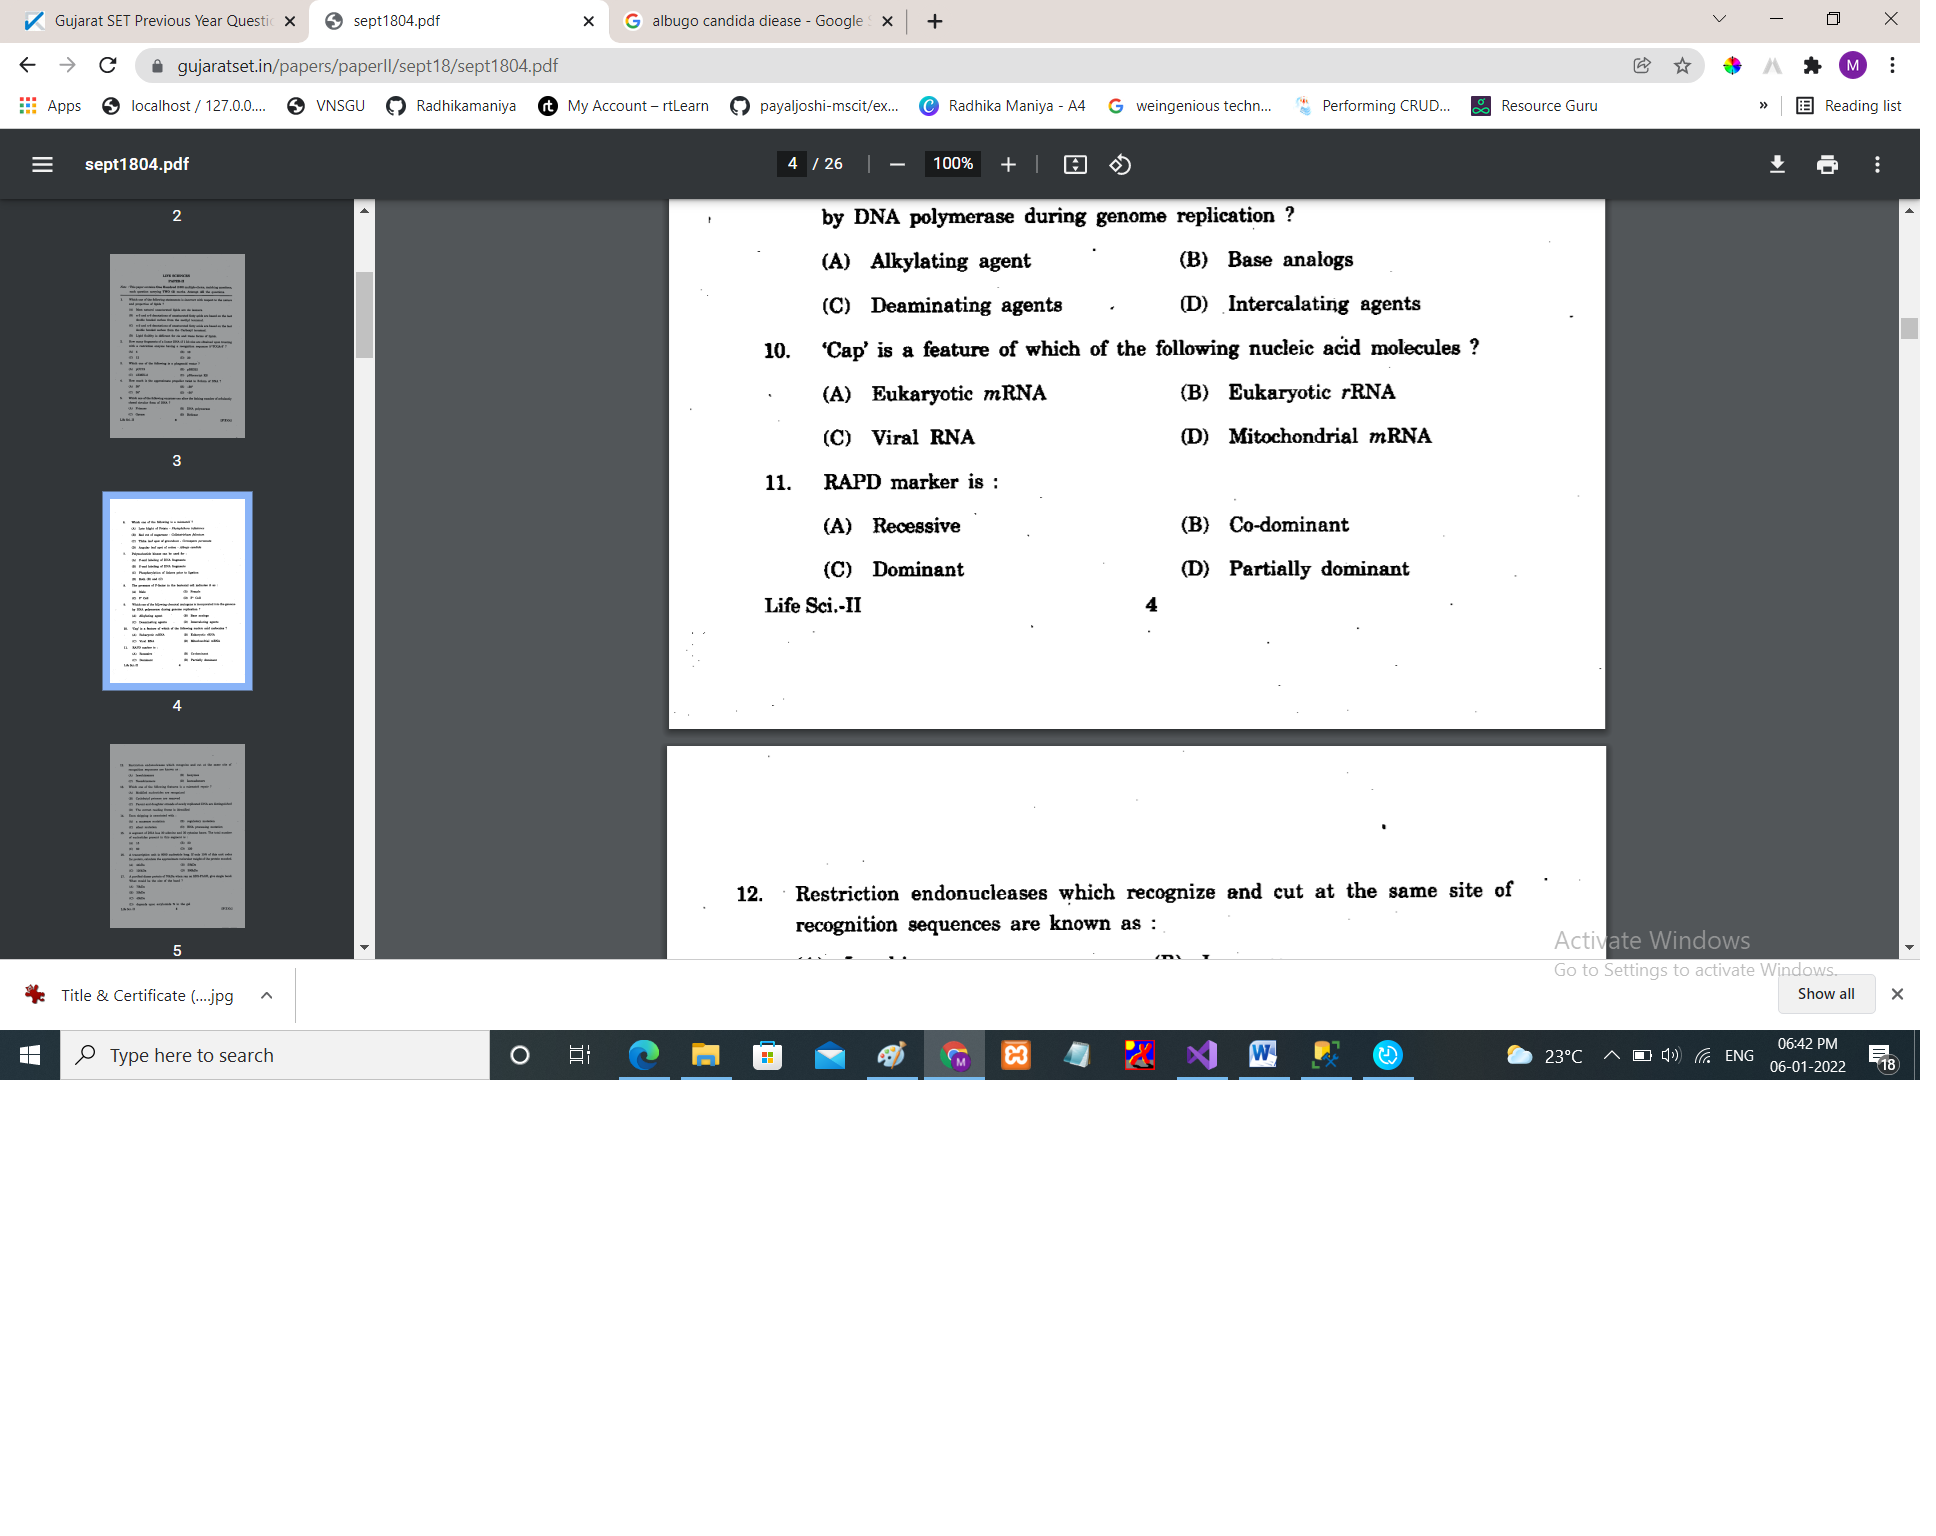 Gujarat SET Previous Year Questi
sept1804.pdf
albugo candida diease - Google S
gujaratset.in/papers/paperII/sept18/sept1804.pdf
M
Apps
localhost / 127.0.0....
VNSGU
Radhikamaniya
My Account – rtLearn
payaljoshi-mscit/ex...
Radhika Maniya - A4
weingenious techn...
Performing CRUD...
Resource Guru
»
Reading list
sept1804.pdf
4 / 26
100%
2
3
4
5
by DNA polymerase during genome replication ?
(A) Alkylating agent
(B) Base analogs
(C) Deaminating agents
(D) Intercalating agents
10. ‘Cap’ is a feature of which of the following nucleic acid molecules ?
(A) Eukaryotic mRNA
(B) Eukaryotic rRNA
(C) Viral RNA
(D) Mitochondrial mRNA
11. RAPD marker is :
(A) Recessive
(B) Co-dominant
(C) Dominant
(D) Partially dominant
Life Sci.-II
4
12. Restriction endonucleases which recognize and cut at the same site of
recognition sequences are known as :
Activate Windows
Go to Settings to activate Windows.
Title & Certificate (....jpg
Show all
Type here to search
23°C
ENG
06:42 PM
06-01-2022
18